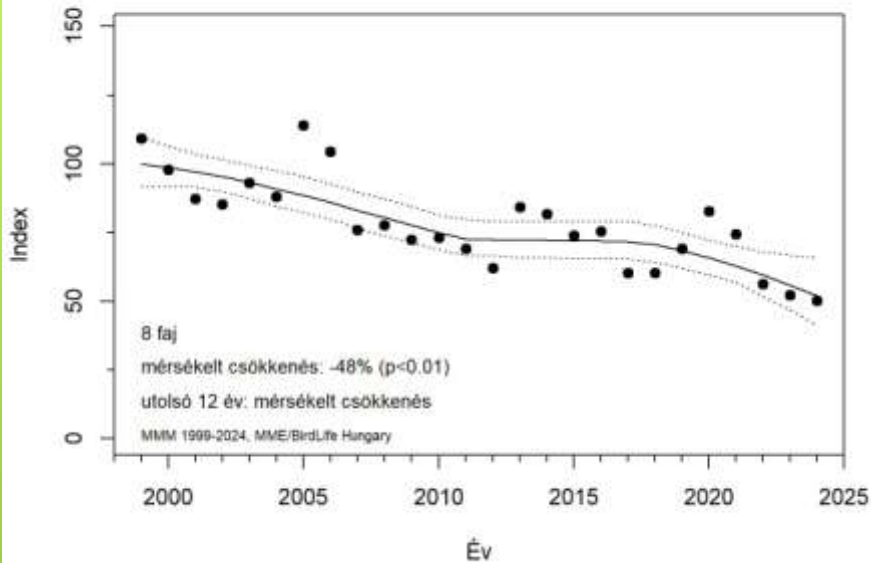 150
100
50
0
Index
8 faj
mérsékelt csökkenés: -48% (p<0.01)
utolsó 12 év: mérsékelt csökkenés
MMM 1999-2024, MME/BirdLife Hungary
2000 2005 2010 2015 2020 2025
Év